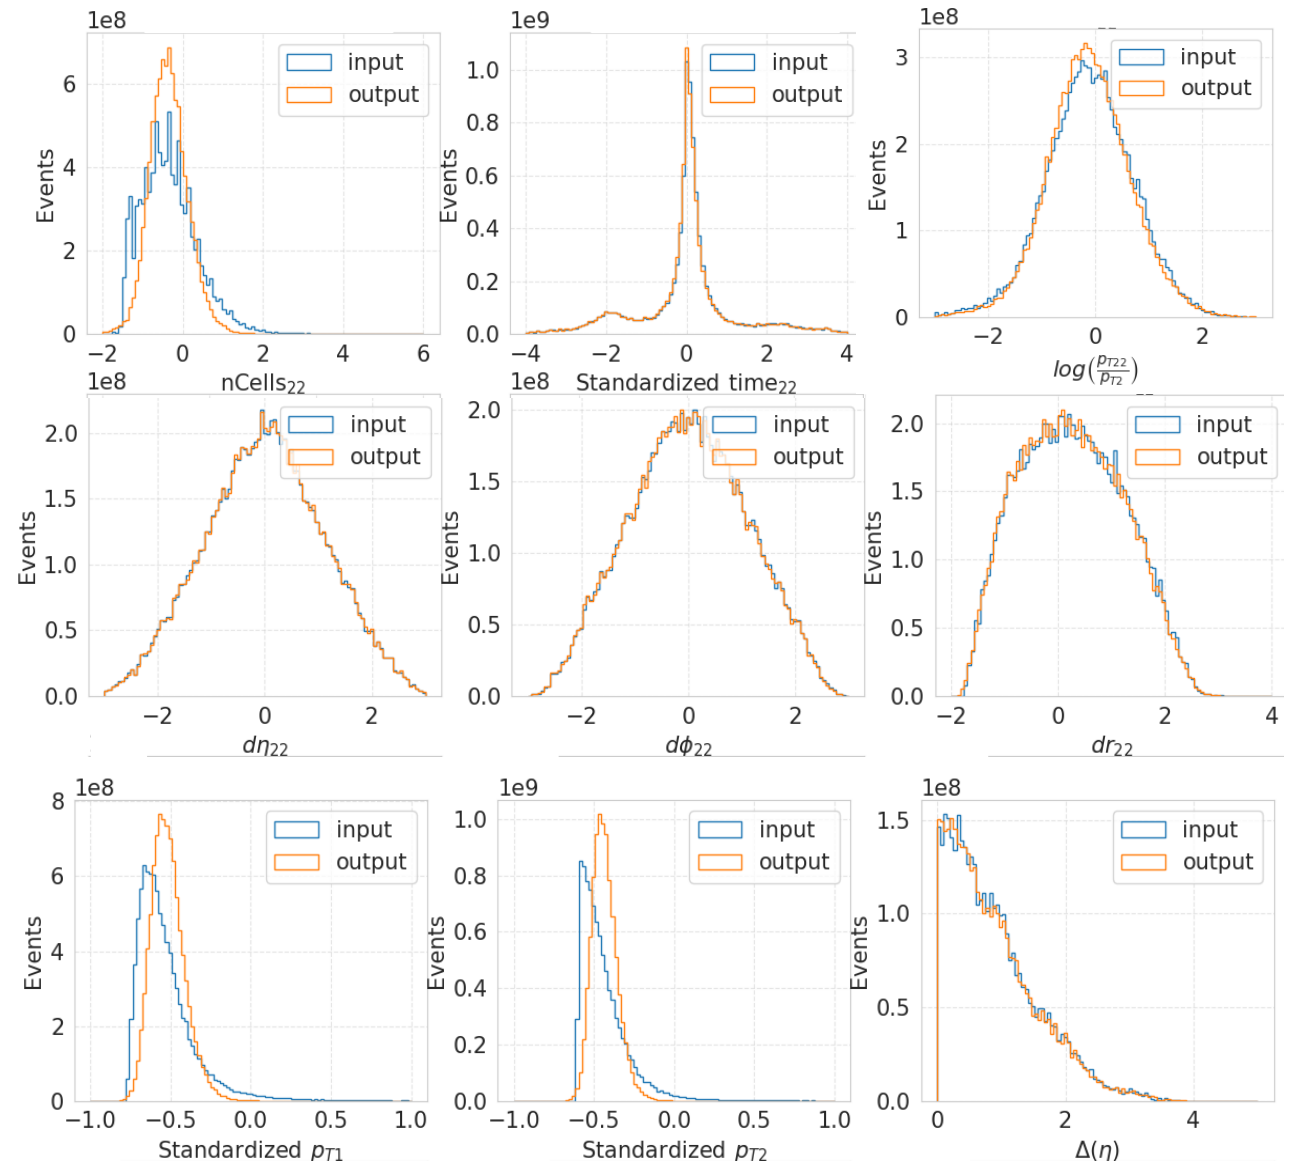 1e8
input
output
6
4
2
0
Events
−2 0 2 4 6
nCells22
1e9
input
output
1.0
0.8
0.6
0.4
0.2
0.0
Events
−4 −2 0 2 4
Standardized time22
1e8
input
output
3
2
1
0
Events
−2 0 2
log(pT22/pT2)
1e8
input
output
2.0
1.5
1.0
0.5
0.0
Events
−2 0 2
dη22
1e8
input
output
2.0
1.5
1.0
0.5
0.0
Events
−2 0 2
dϕ22
input
output
2.0
1.5
1.0
0.5
0.0
Events
−2 0 2 4
dr22
1e8
input
output
8
6
4
2
0
Events
−1.0 −0.5 0.0 0.5 1.0
Standardized pT1
1e9
input
output
1.0
0.8
0.6
0.4
0.2
0.0
Events
−1.0 −0.5 0.0 0.5 1.0
Standardized pT2
1e8
input
output
1.5
1.0
0.5
0.0
Events
0 2 4
Δ(η)